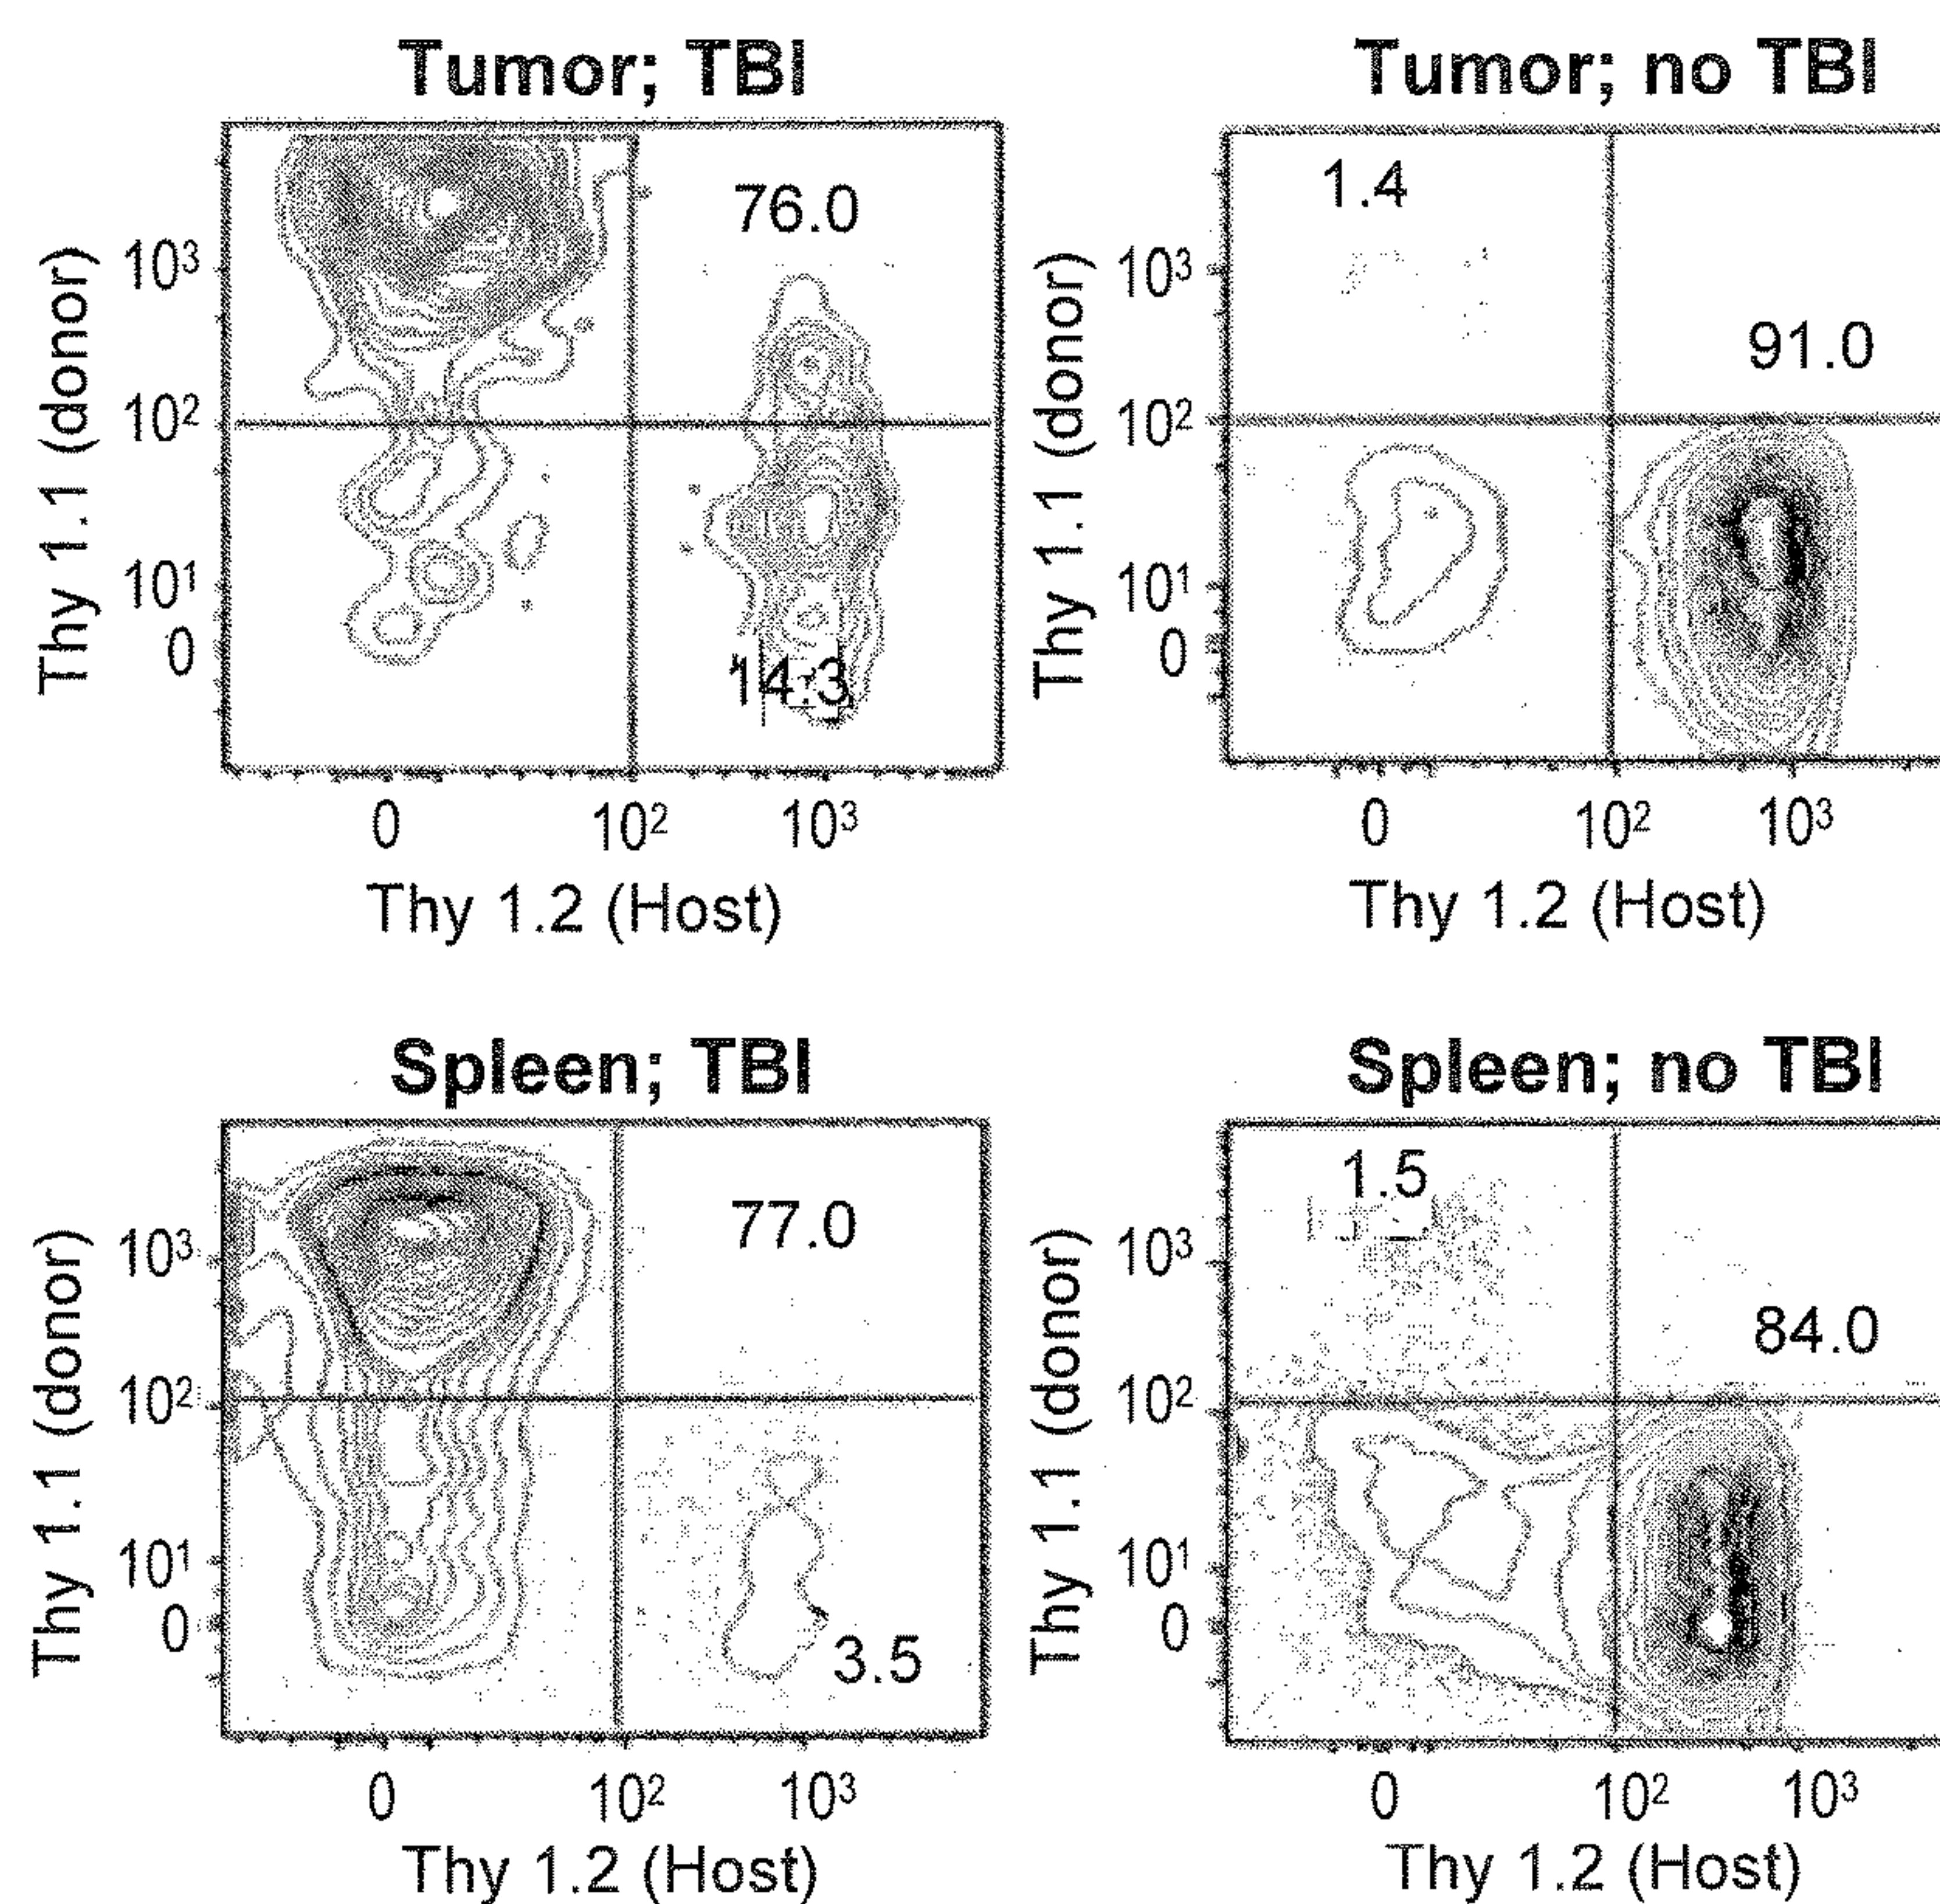 Tumor; TBI
76.0
14.3
10³
10²
10¹
0
Thy 1.1 (donor)
0 10² 10³
Thy 1.2 (Host)
Tumor; no TBI
1.4
91.0
10³
10²
10¹
0
Thy 1.1 (donor)
0 10² 10³
Thy 1.2 (Host)
Spleen; TBI
77.0
3.5
10³
10²
10¹
0
Thy 1.1 (donor)
0 10² 10³
Thy 1.2 (Host)
Spleen; no TBI
1.5
84.0
10³
10²
10¹
0
Thy 1.1 (donor)
0 10² 10³
Thy 1.2 (Host)